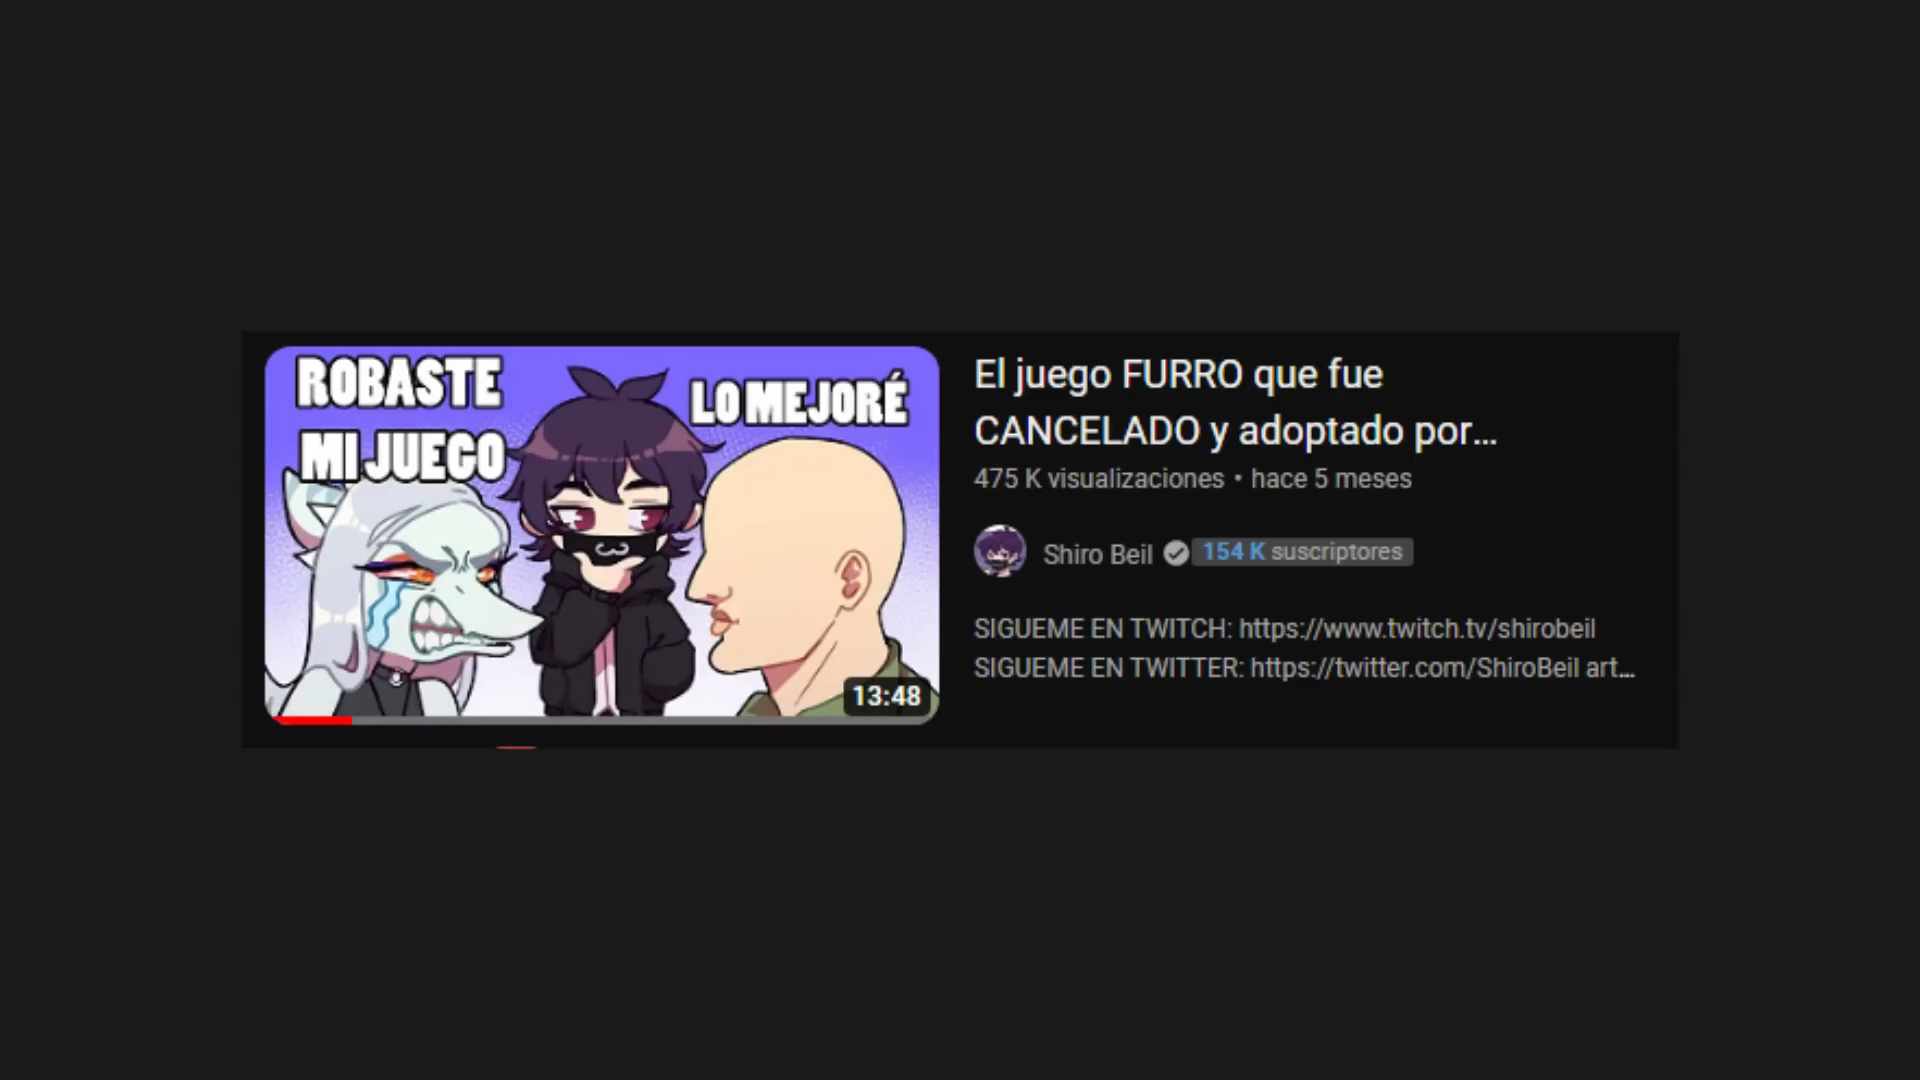 ROBASTE
MI JUEGO
LO MEJORÉ
13:48
El juego FURRO que fue
CANCELADO y adoptado por...
475 K visualizaciones • hace 5 meses
Shiro Beil 154 K suscriptores
SIGUEME EN TWITCH: https://www.twitch.tv/shirobeil
SIGUEME EN TWITTER: https://twitter.com/ShiroBeil art...